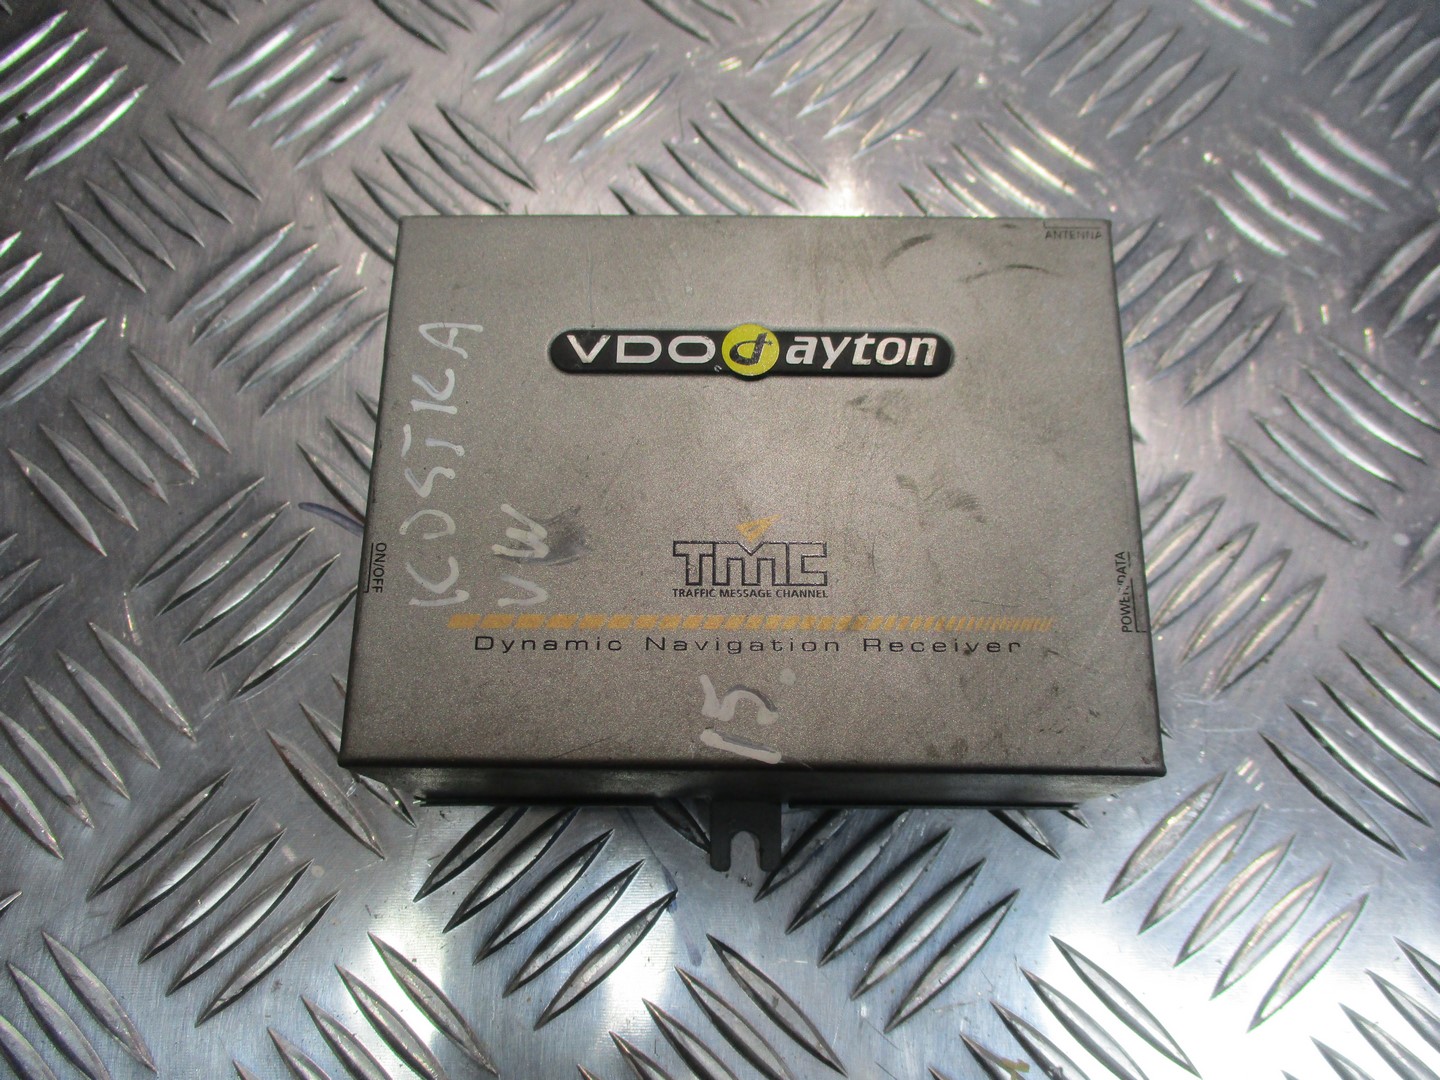 ANTENNA
VDO dayton
KOSTKA
VW
ON/OFF
TMC
TRAFFIC MESSAGE CHANNEL
POWER/DATA
Dynamic Navigation Receiver
15.